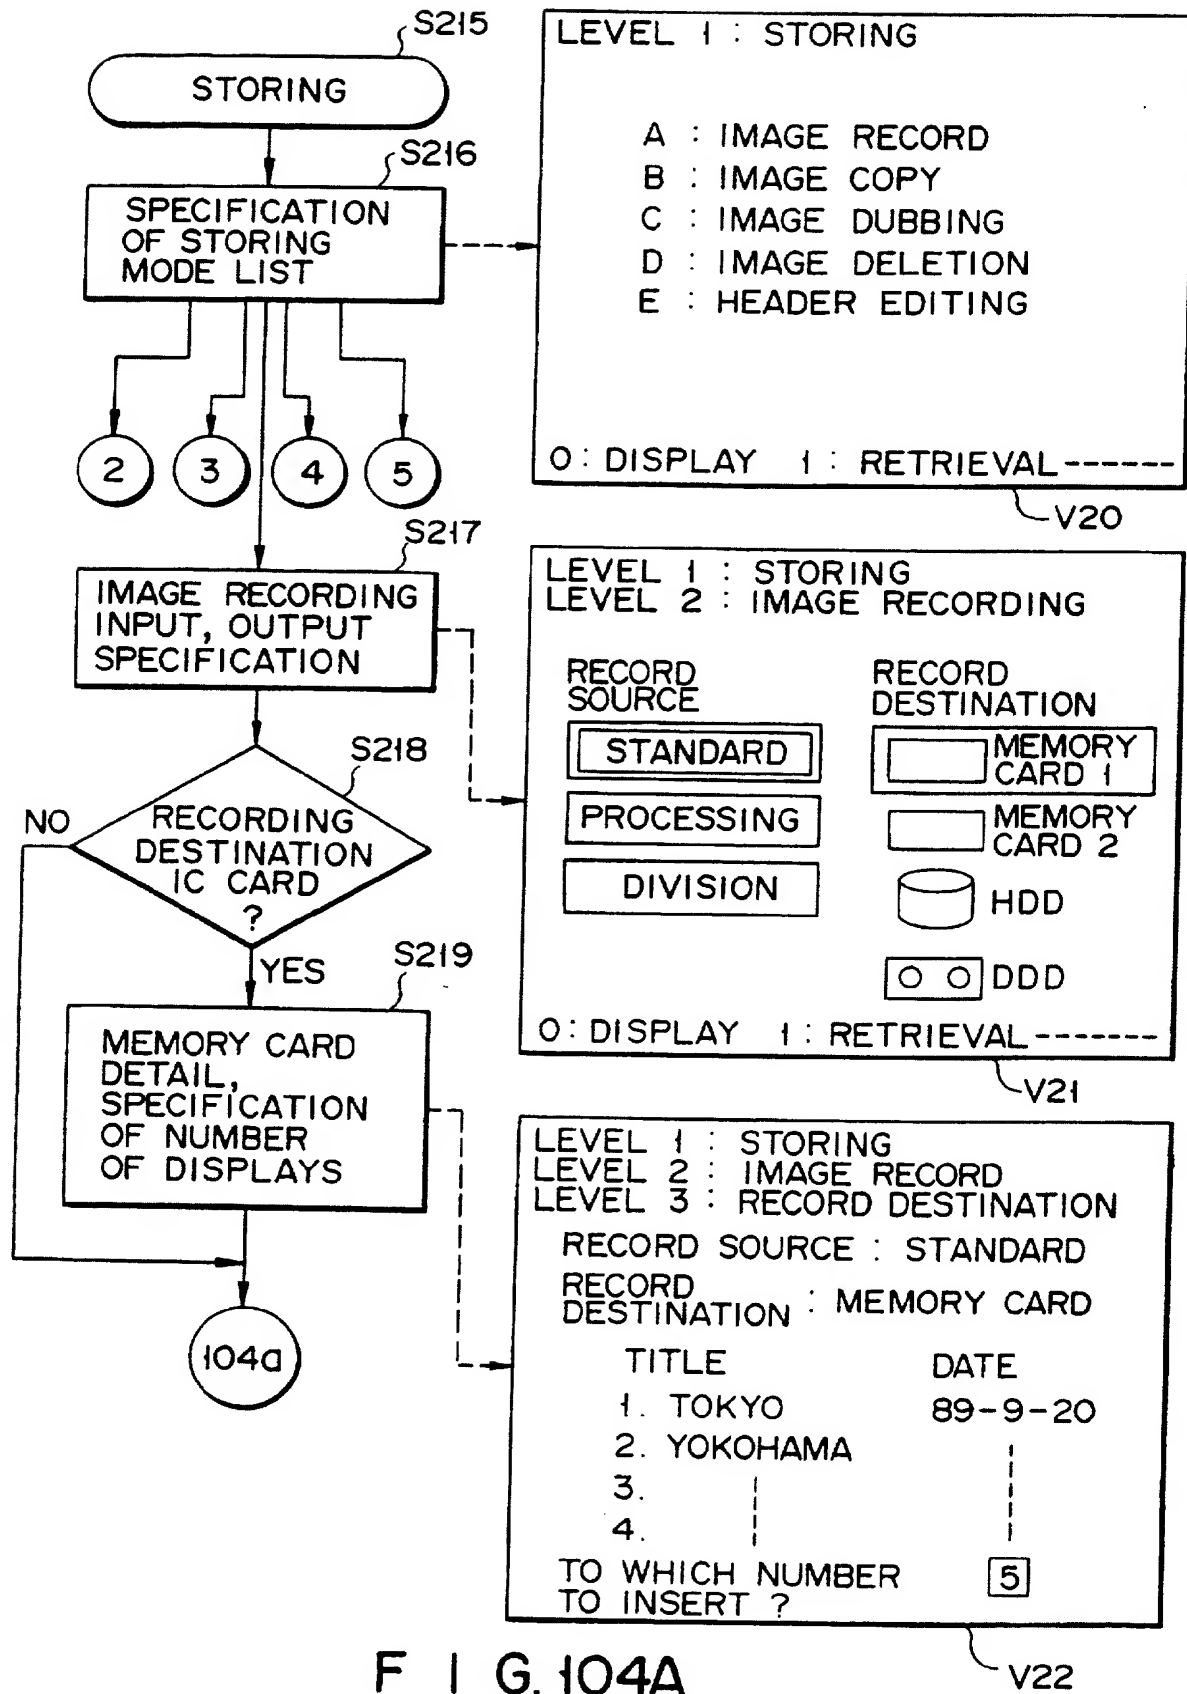 S215
STORING
S216
SPECIFICATION
OF STORING
MODE LIST
2
3
4
5
S217
IMAGE RECORDING
INPUT, OUTPUT
SPECIFICATION
S218
NO
RECORDING
DESTINATION
IC CARD
?
YES
S219
MEMORY CARD
DETAIL,
SPECIFICATION
OF NUMBER
OF DISPLAYS
104a
LEVEL 1 : STORING
A : IMAGE RECORD
B : IMAGE COPY
C : IMAGE DUBBING
D : IMAGE DELETION
E : HEADER EDITING
0 : DISPLAY 1 : RETRIEVAL ------
V20
LEVEL 1 : STORING
LEVEL 2 : IMAGE RECORDING
RECORD
SOURCE
STANDARD
PROCESSING
DIVISION
RECORD
DESTINATION
MEMORY
CARD 1
MEMORY
CARD 2
HDD
DDD
0 : DISPLAY 1 : RETRIEVAL -------
V21
LEVEL 1 : STORING
LEVEL 2 : IMAGE RECORD
LEVEL 3 : RECORD DESTINATION
RECORD SOURCE : STANDARD
RECORD
DESTINATION : MEMORY CARD
TITLE DATE
1. TOKYO 89-9-20
2. YOKOHAMA
3.
4.
TO WHICH NUMBER 5
TO INSERT ?
V22
F I G. 104A